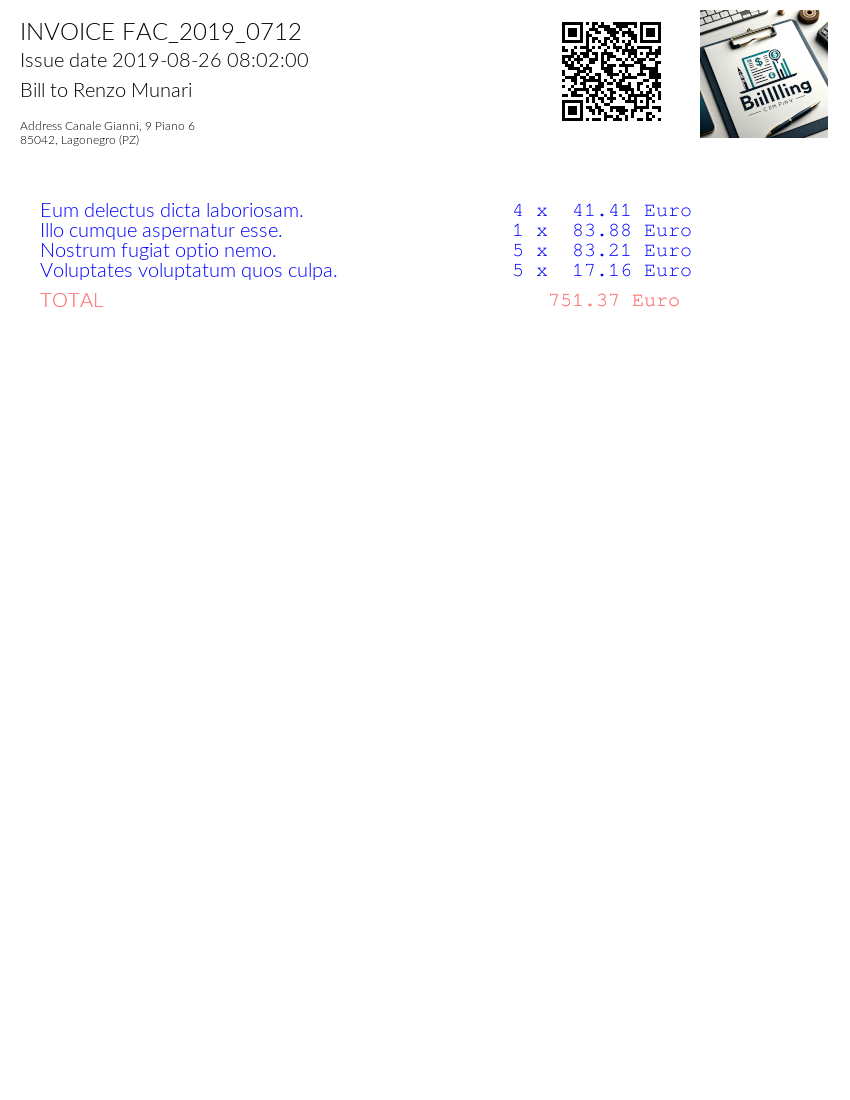 INVOICE FAC_2019_0712
Issue date 2019-08-26 08:02:00
Bill to Renzo Munari
Address Canale Gianni, 9 Piano 6
85042, Lagonegro (PZ)
Biillling
COMPANY
Eum delectus dicta laboriosam. 4 x 41.41 Euro
Illo cumque aspernatur esse. 1 x 83.88 Euro
Nostrum fugiat optio nemo. 5 x 83.21 Euro
Voluptates voluptatum quos culpa. 5 x 17.16 Euro
TOTAL 751.37 Euro